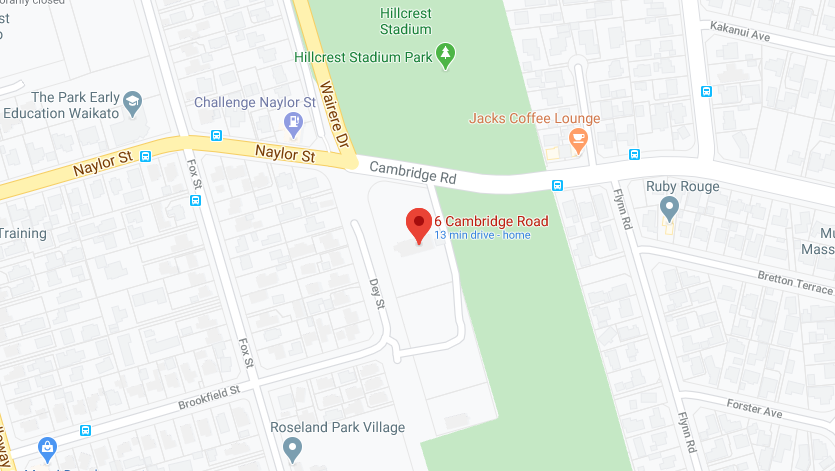 Hillcrest
Stadium
Kakanui Ave
Hillcrest Stadium Park
The Park Early
Education Waikato
Challenge Naylor St
Wairere Dr
Jacks Coffee Lounge
Naylor St
Naylor St
Cambridge Rd
Fox St
Flynn Rd
Ruby Rouge
6 Cambridge Road
13 min drive - home
Training
Bretton Terrace
Dey St
Fox St
Brookfield St
Forster Ave
Flynn Rd
Roseland Park Village